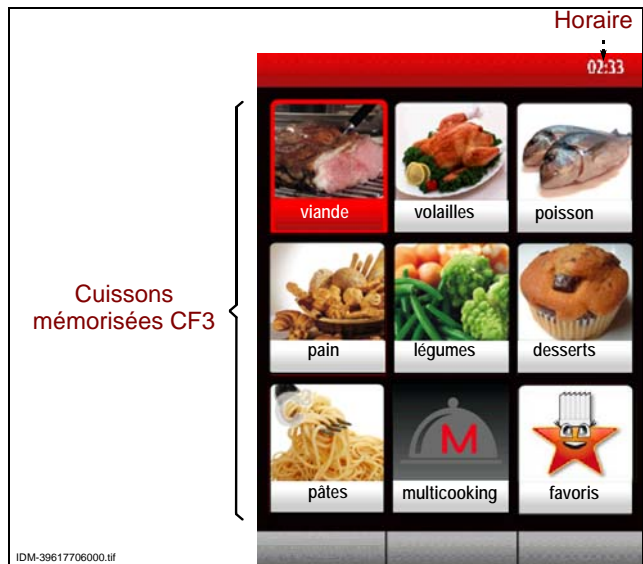 Horaire
02:33
viande
volailles
poisson
Cuissons
mémorisées CF3
pain
légumes
desserts
pâtes
M
multicooking
favoris
IDM-39617706000.tif